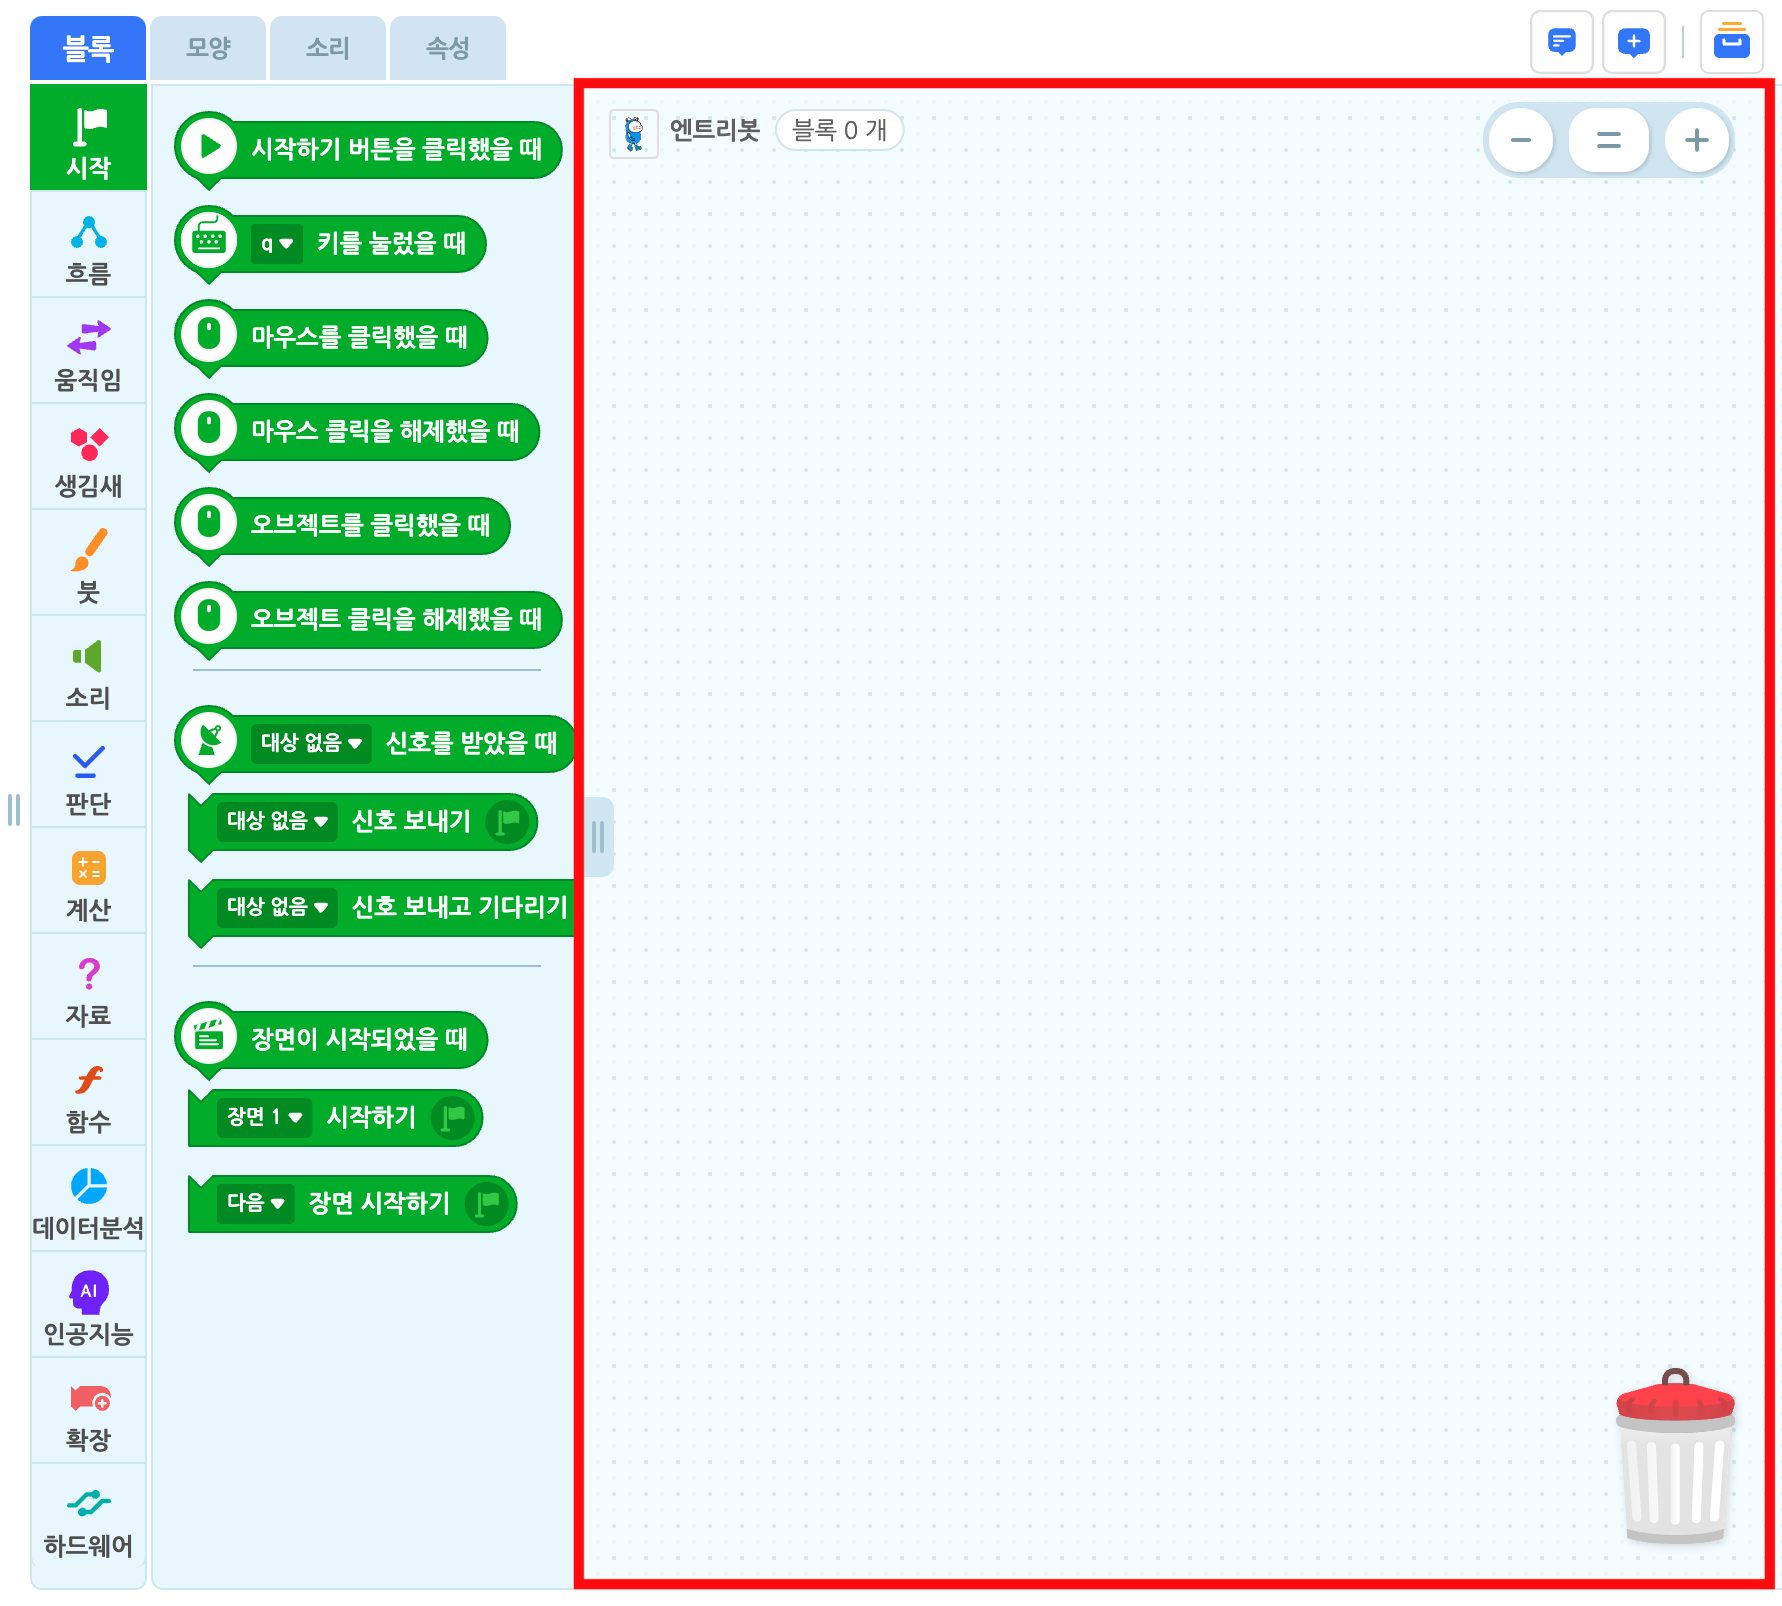 블록 모양 소리 속성
시작
흐름
움직임
생김새
붓
소리
판단
계산
자료
함수
데이터분석
AI
인공지능
확장
하드웨어
시작하기 버튼을 클릭했을 때
q 키를 눌렀을 때
마우스를 클릭했을 때
마우스 클릭을 해제했을 때
오브젝트를 클릭했을 때
오브젝트 클릭을 해제했을 때
대상 없음 신호를 받았을 때
대상 없음 신호 보내기
대상 없음 신호 보내고 기다리기
장면이 시작되었을 때
장면 1 시작하기
다음 장면 시작하기
엔트리봇 블록 0 개